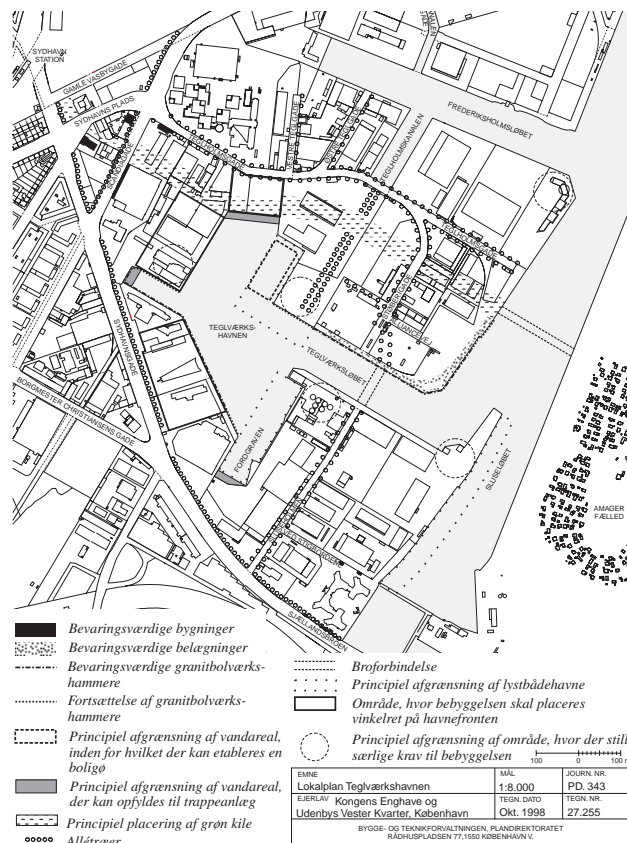 SYDHAVN
STATION
GAMLE VASBYGADE
SYDHAVNS PLADS
FREDERIKSHOLMSLØBET
TEGLHOLMSKANALEN
TEGLVÆRKS-
HAVNEN
TEGLVÆRKSLØBET
SYDHAVNSGADE
BORGMESTER CHRISTIANSENS GADE
FORDGRAVEN
SLUSELØBET
AMAGER
FÆLLED
SJÆLLANDSBROEN
Bevaringsværdige bygninger
Bevaringsværdige belægninger
Bevaringsværdige granitbolværks-
hammere
Fortsættelse af granitbolværks-
hammere
Principiel afgrænsning af vandareal,
inden for hvilket der kan etableres en
boligø
Principiel afgrænsning af vandareal,
der kan opfyldes til trappeanlæg
Principiel placering af grøn kile
Allétræer
Broforbindelse
Principiel afgrænsning af lystbådehavne
Område, hvor bebyggelsen skal placeres
vinkelret på havnefronten
Principiel afgrænsning af område, hvor der still
særlige krav til bebyggelsen
100 0 100 m
EMNE
Lokalplan Teglværkshavnen
MÅL
1:8.000
JOURN. NR.
PD. 343
EJERLAV Kongens Enghave og
Udenbys Vester Kvarter, København
TEGN. DATO
Okt. 1998
TEGN. NR.
27.255
BYGGE- OG TEKNIKFORVALTNINGEN, PLANDIREKTORATET
RÅDHUSPLADSEN 77,1550 KØBENHAVN V.